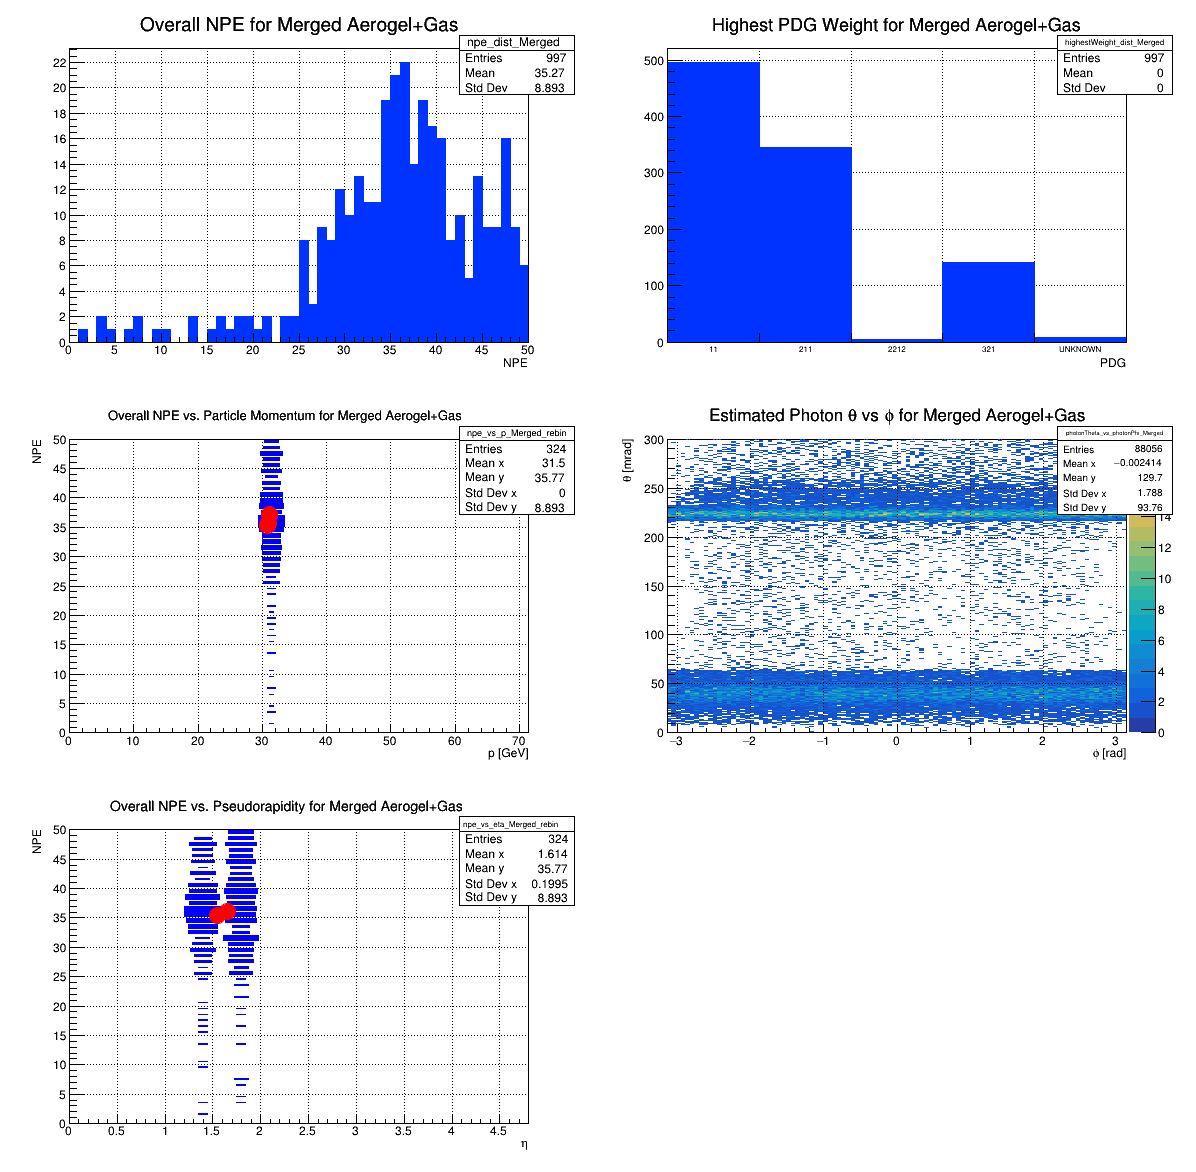 Overall NPE for Merged Aerogel+Gas
npe_dist_Merged
Entries 997
Mean 35.27
Std Dev 8.893
22
20
18
16
14
12
10
8
6
4
2
0
0 5 10 15 20 25 30 35 40 45 50
NPE
Highest PDG Weight for Merged Aerogel+Gas
highestWeight_dist_Merged
Entries 997
Mean 0
Std Dev 0
500
400
300
200
100
0
11 211 2212 321 UNKNOWN
PDG
Overall NPE vs. Particle Momentum for Merged Aerogel+Gas
npe_vs_p_Merged_rebin
Entries 324
Mean x 31.5
Mean y 35.77
Std Dev x 0
Std Dev y 8.893
NPE
50
45
40
35
30
25
20
15
10
5
0
0 10 20 30 40 50 60 70
p [GeV]
Estimated Photon θ vs ϕ for Merged Aerogel+Gas
photonTheta_vs_photonPhi_Merged
Entries 88056
Mean x −0.002414
Mean y 129.7
Std Dev x 1.788
Std Dev y 93.76
θ [mrad]
300
250
200
150
100
50
0
−3 −2 −1 0 1 2 3
ϕ [rad]
14
12
10
8
6
4
2
0
Overall NPE vs. Pseudorapidity for Merged Aerogel+Gas
npe_vs_eta_Merged_rebin
Entries 324
Mean x 1.614
Mean y 35.77
Std Dev x 0.1995
Std Dev y 8.893
NPE
50
45
40
35
30
25
20
15
10
5
0
0 0.5 1 1.5 2 2.5 3 3.5 4 4.5
η